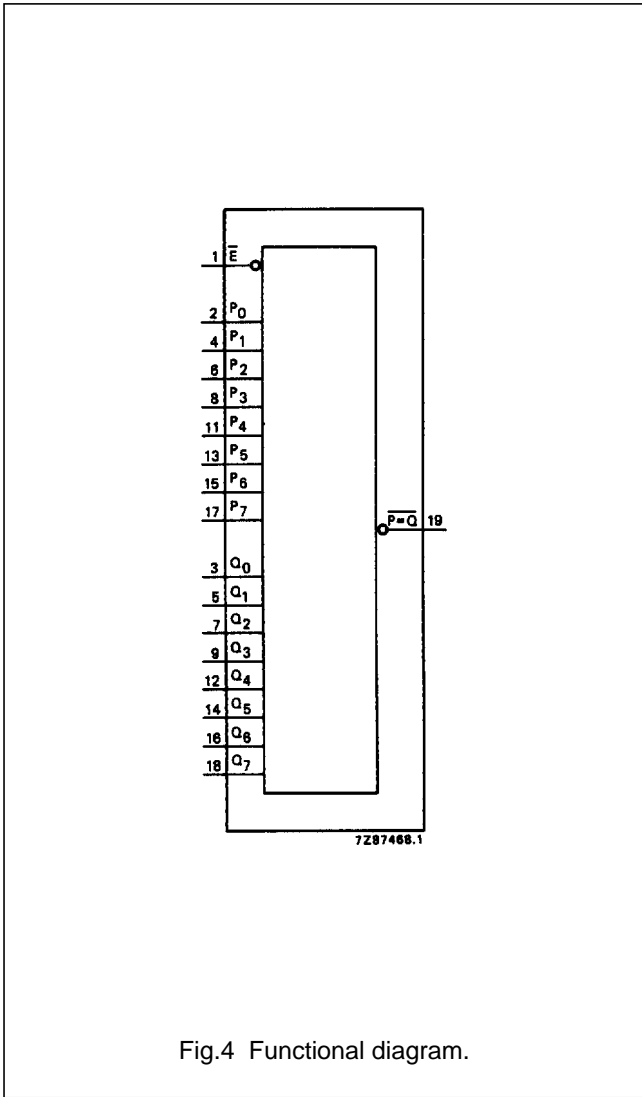 1 E̅
2 P0
4 P1
6 P2
8 P3
11 P4
13 P5
15 P6
17 P7
P̅=̅Q̅ 19
3 Q0
5 Q1
7 Q2
9 Q3
12 Q4
14 Q5
16 Q6
18 Q7
7Z87468.1
Fig.4 Functional diagram.